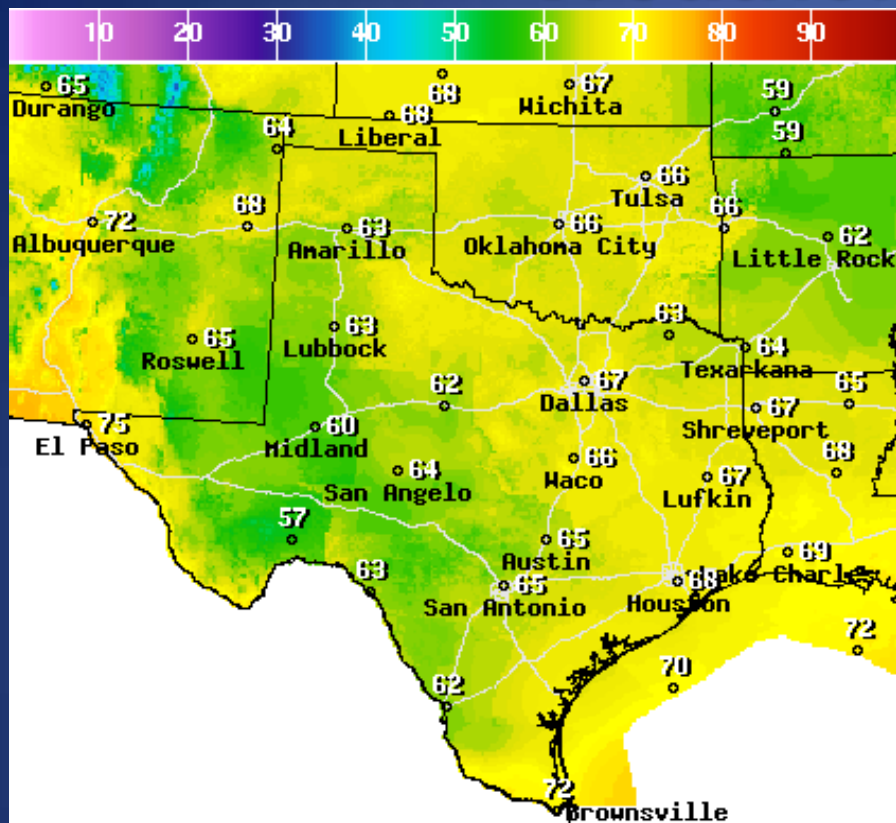 10 20 30 40 50 60 70 80 90
65
Durango
68
67
Wichita
59
68
Liberal
64
59
66
Tulsa
72
Albuquerque
68
63
Amarillo
66
Oklahoma City
66
62
Little Rock
65
Roswell
63
Lubbock
63
64
Texarkana
67
Dallas
62
67
Shreveport
65
75
El Paso
60
Midland
64
San Angelo
66
Waco
67
Lufkin
68
57
65
Austin
69
Lake Charles
63
65
San Antonio
68
Houston
72
70
62
72
Brownsville